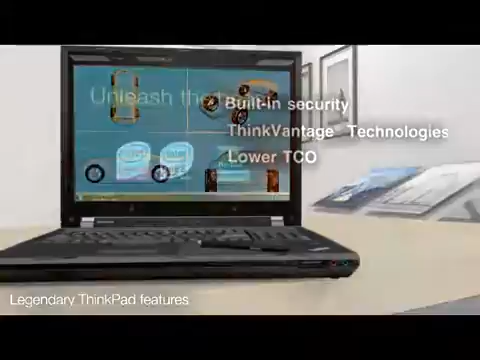 Unleash the
Built-in security
ThinkVantage Technologies
Lower TCO
Legendary ThinkPad features